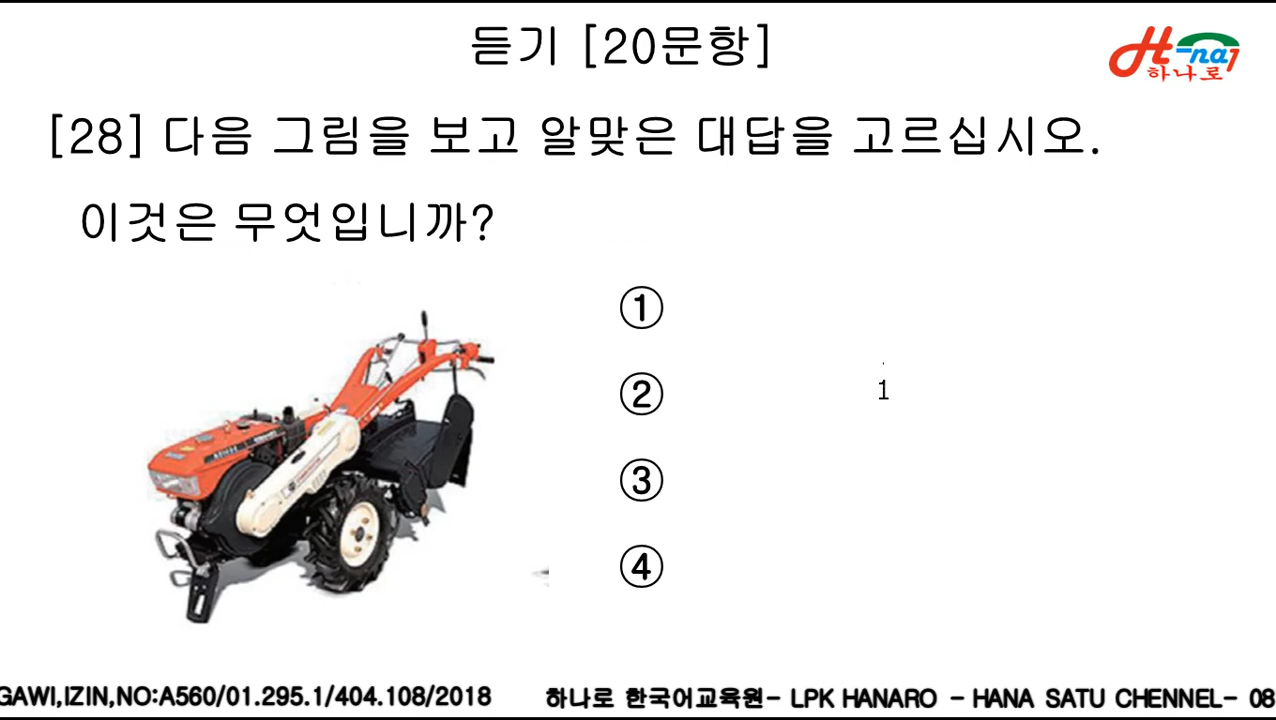 듣기 [20문항]
H-na로
하나로
[28] 다음 그림을 보고 알맞은 대답을 고르십시오.
이것은 무엇입니까?
①
②
1
③
④
GAWI,IZIN,NO:A560/01.295.1/404.108/2018 하나로 한국어교육원- LPK HANARO - HANA SATU CHENNEL- 08